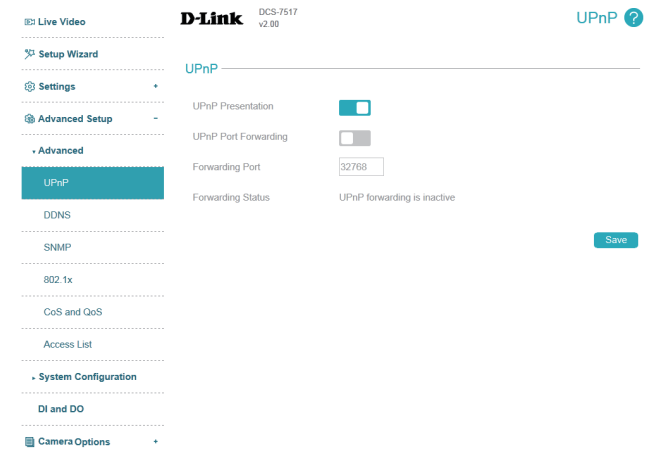 Live Video
Setup Wizard
Settings +
Advanced Setup -
Advanced
UPnP
DDNS
SNMP
802.1x
CoS and QoS
Access List
System Configuration
DI and DO
Camera Options +
D-Link DCS-7517
v2.00
UPnP ?
UPnP
UPnP Presentation
UPnP Port Forwarding
Forwarding Port 32768
Forwarding Status UPnP forwarding is inactive
Save